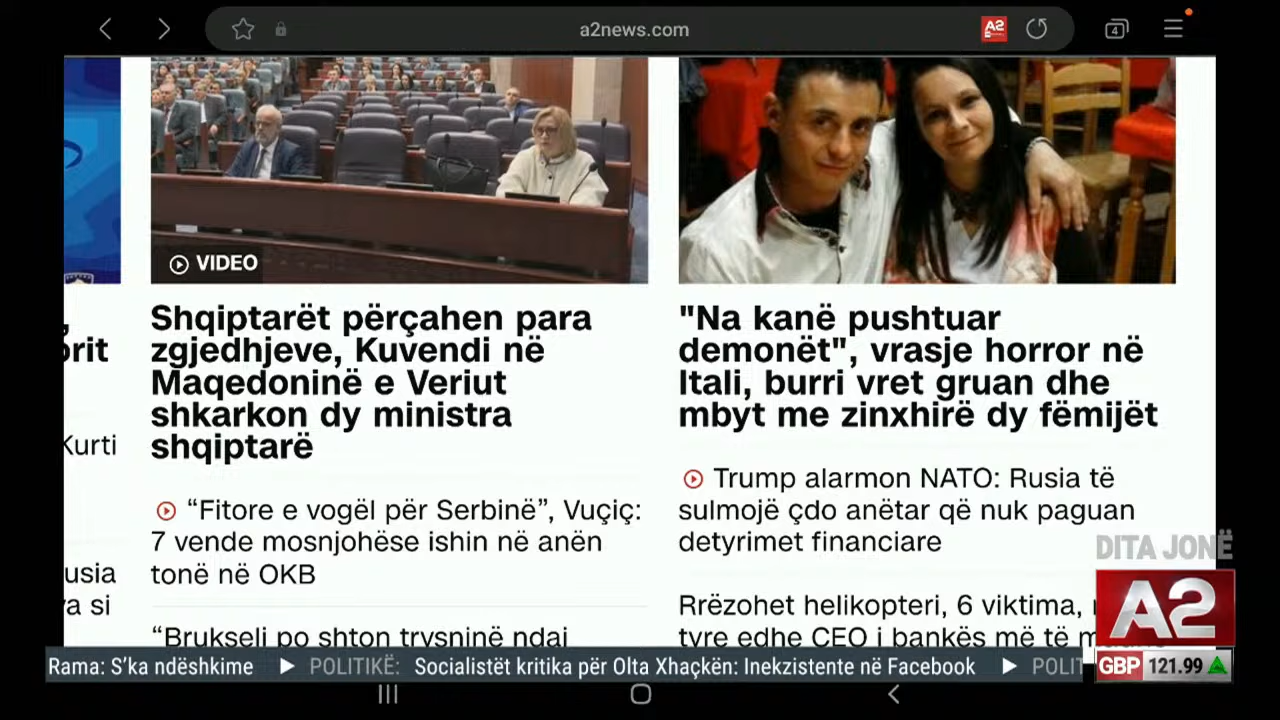 a2news.com
A2
4
VIDEO
Shqiptarët përçahen para
zgjedhjeve, Kuvendi në
Maqedoninë e Veriut
shkarkon dy ministra
shqiptarë
"Na kanë pushtuar
demonët", vrasje horror në
Itali, burri vret gruan dhe
mbyt me zinxhirë dy fëmijët
Kurti
“Fitore e vogël për Serbinë”, Vuçiç:
7 vende mosnjohëse ishin në anën
tonë në OKB
Trump alarmon NATO: Rusia të
sulmojë çdo anëtar që nuk paguan
detyrimet financiare
“Brukseli po shton trysninë ndaj
Rrëzohet helikopteri, 6 viktima,
tyre edhe CEO i bankës më të
DITA JONË
A2
Rama: S’ka ndëshkime ▶ POLITIKË: Socialistët kritika për Olta Xhaçkën: Inekzistente në Facebook ▶
GBP 121.99